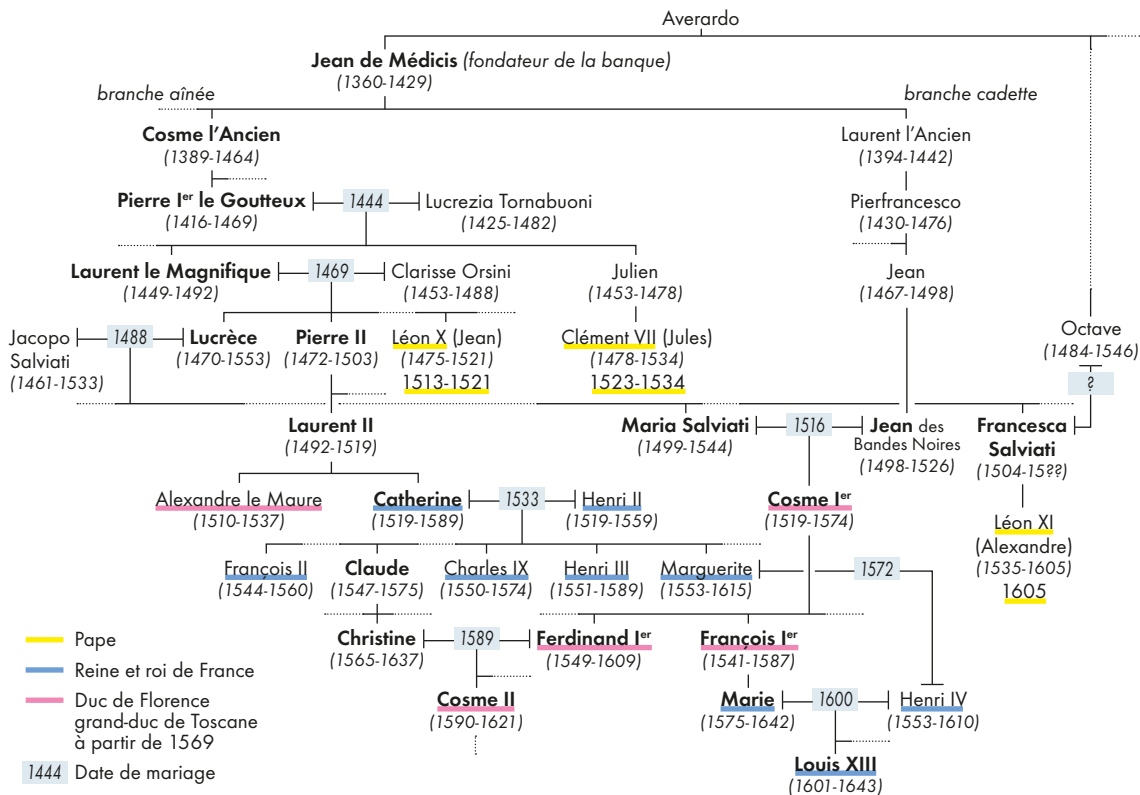 Averardo
Jean de Médicis (fondateur de la banque)
(1360-1429)
branche aînée
branche cadette
Cosme l'Ancien
(1389-1464)
Laurent l'Ancien
(1394-1442)
Pierre Ier le Goutteux 1444 Lucrezia Tornabuoni
(1416-1469) (1425-1482)
Pierfrancesco
(1430-1476)
Laurent le Magnifique 1469 Clarisse Orsini
(1449-1492) (1453-1488)
Julien
(1453-1478)
Jean
(1467-1498)
Jacopo
Salviati
(1461-1533)
1488
Lucrèce
(1470-1553)
Pierre II
(1472-1503)
Léon X (Jean)
(1475-1521)
1513-1521
Clément VII (Jules)
(1478-1534)
1523-1534
Octave
(1484-1546)
?
Laurent II
(1492-1519)
Maria Salviati
(1499-1544)
1516
Jean des
Bandes Noires
(1498-1526)
Francesca
Salviati
(1504-15??)
Alexandre le Maure
(1510-1537)
Catherine
(1519-1589)
1533
Henri II
(1519-1559)
Cosme Ier
(1519-1574)
Léon XI
(Alexandre)
(1535-1605)
1605
François II
(1544-1560)
Claude
(1547-1575)
Charles IX
(1550-1574)
Henri III
(1551-1589)
Marguerite
(1553-1615)
1572
Christine
(1565-1637)
1589
Ferdinand Ier
(1549-1609)
François Ier
(1541-1587)
Cosme II
(1590-1621)
Marie
(1575-1642)
1600
Henri IV
(1553-1610)
Louis XIII
(1601-1643)
Pape
Reine et roi de France
Duc de Florence
grand-duc de Toscane
à partir de 1569
1444 Date de mariage